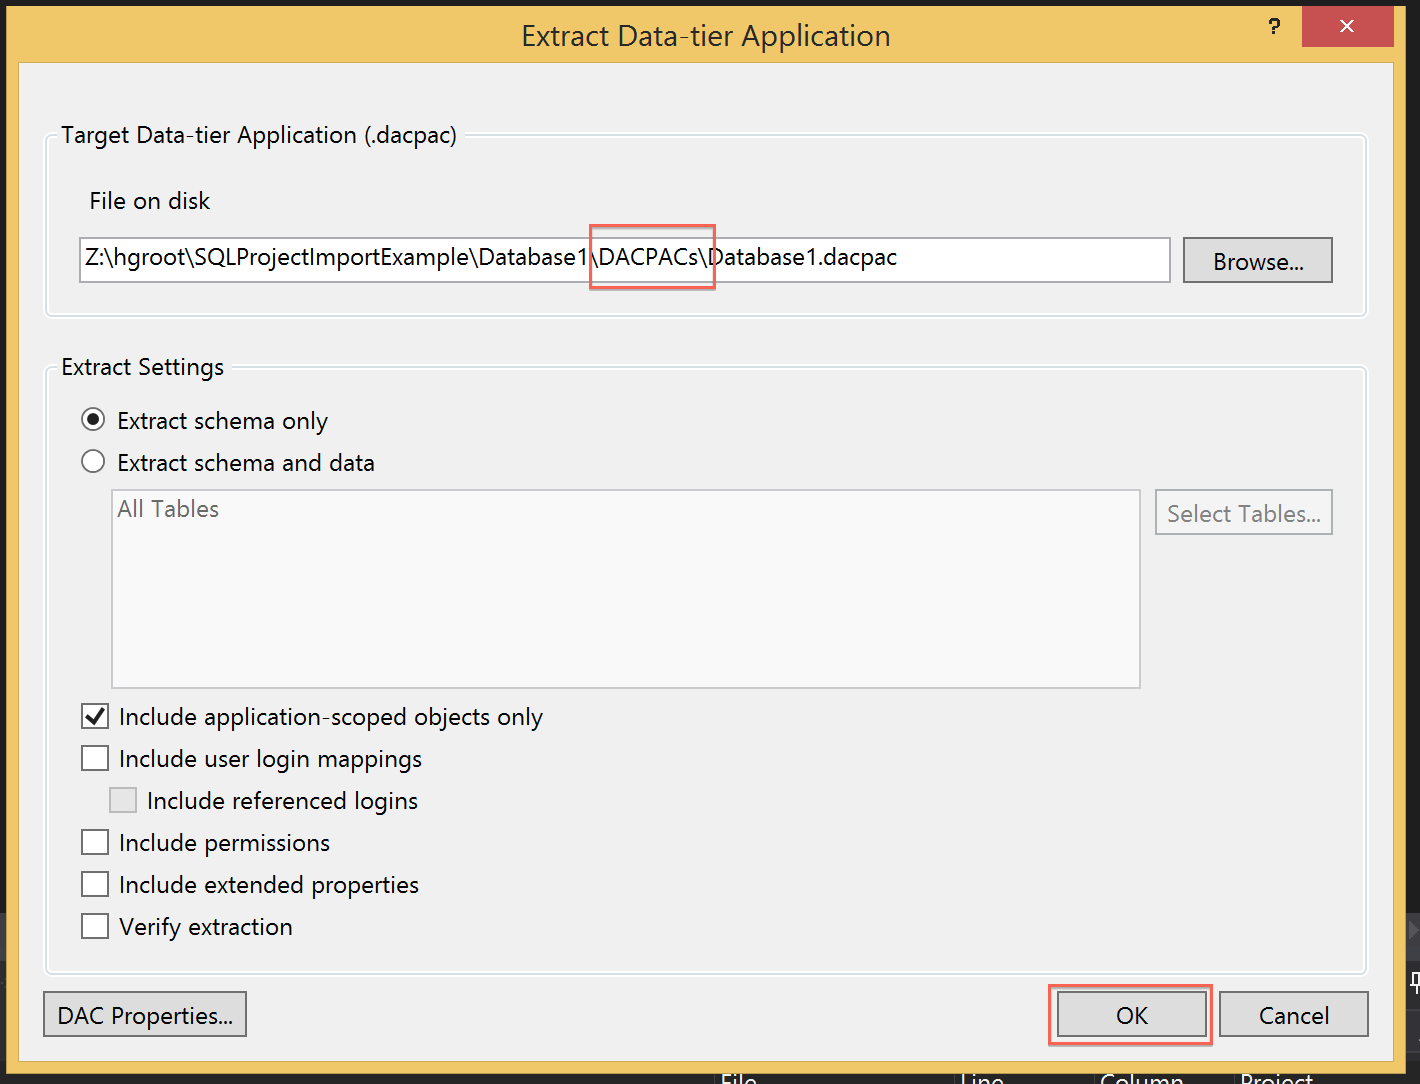 Extract Data-tier Application
?
Target Data-tier Application (.dacpac)
File on disk
Z:\hgroot\SQLProjectImportExample\Database1\DACPACs\Database1.dacpac
Browse...
Extract Settings
Extract schema only
Extract schema and data
All Tables
Select Tables...
Include application-scoped objects only
Include user login mappings
Include referenced logins
Include permissions
Include extended properties
Verify extraction
DAC Properties... OK Cancel
File Line Column Project